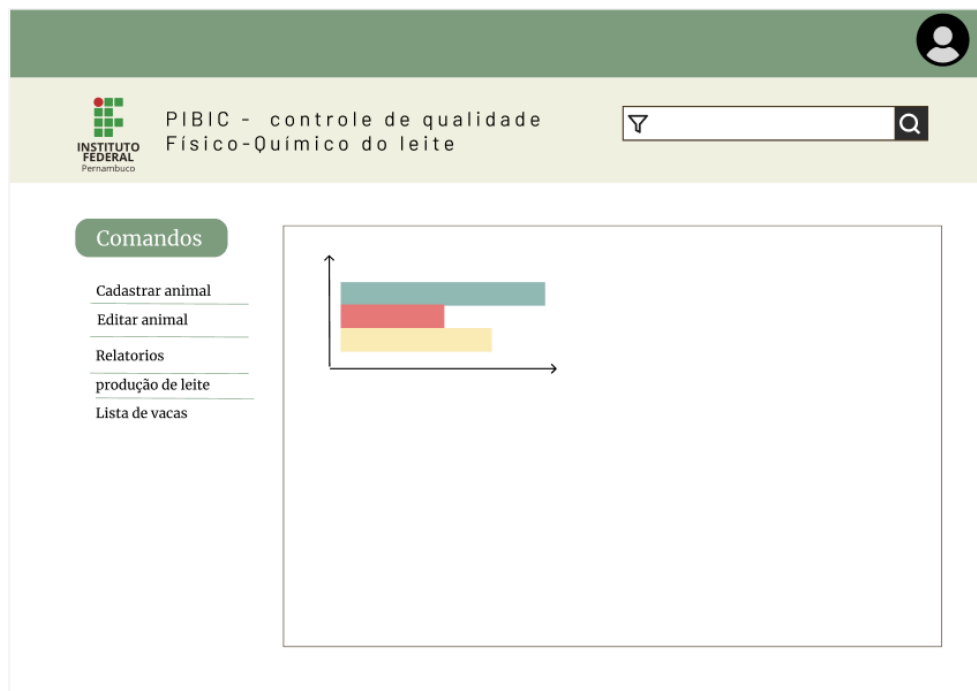 INSTITUTO
FEDERAL
Pernambuco
PIBIC - controle de qualidade
Físico-Químico do leite
Comandos
Cadastrar animal
Editar animal
Relatorios
produção de leite
Lista de vacas